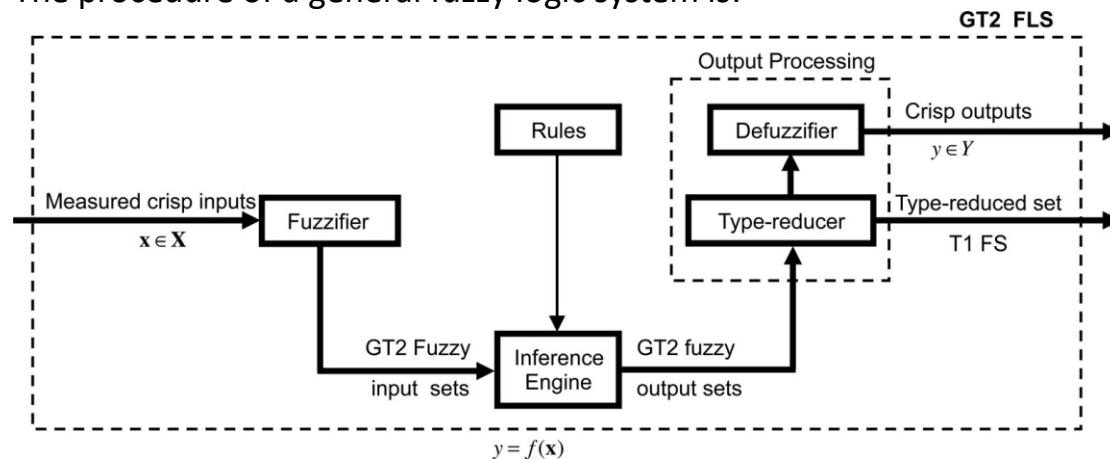 The procedure of a general fuzzy logic system is:
GT2 FLS
Output Processing
Rules
Defuzzifier
Crisp outputs
y ∈ Y
Measured crisp inputs
x ∈ X
Fuzzifier
Type-reducer
Type-reduced set
T1 FS
GT2 Fuzzy
input sets
Inference
Engine
GT2 fuzzy
output sets
y = f(x)